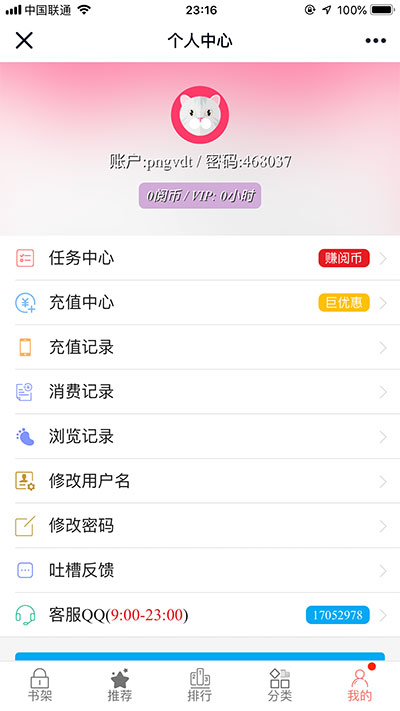 中国联通 23:16 100%
个人中心
账户:pngvdt / 密码:468037
0阅币 / VIP: 0小时
任务中心 赚阅币
充值中心 巨优惠
充值记录
消费记录
浏览记录
修改用户名
修改密码
吐槽反馈
客服QQ(9:00-23:00) 17052978
书架 推荐 排行 分类 我的